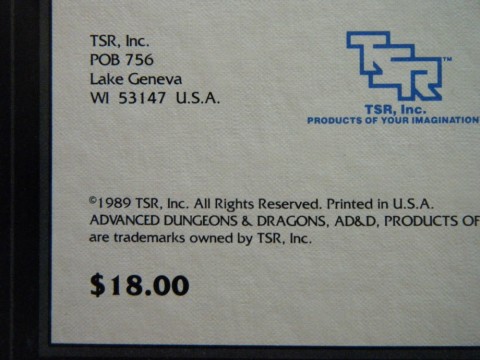 TSR, Inc.
POB 756
Lake Geneva
WI 53147 U.S.A.
TSR™
TSR, Inc.
PRODUCTS OF YOUR IMAGINATION
©1989 TSR, Inc. All Rights Reserved. Printed in U.S.A.
ADVANCED DUNGEONS & DRAGONS, AD&D, PRODUCTS OF
are trademarks owned by TSR, Inc.
$18.00